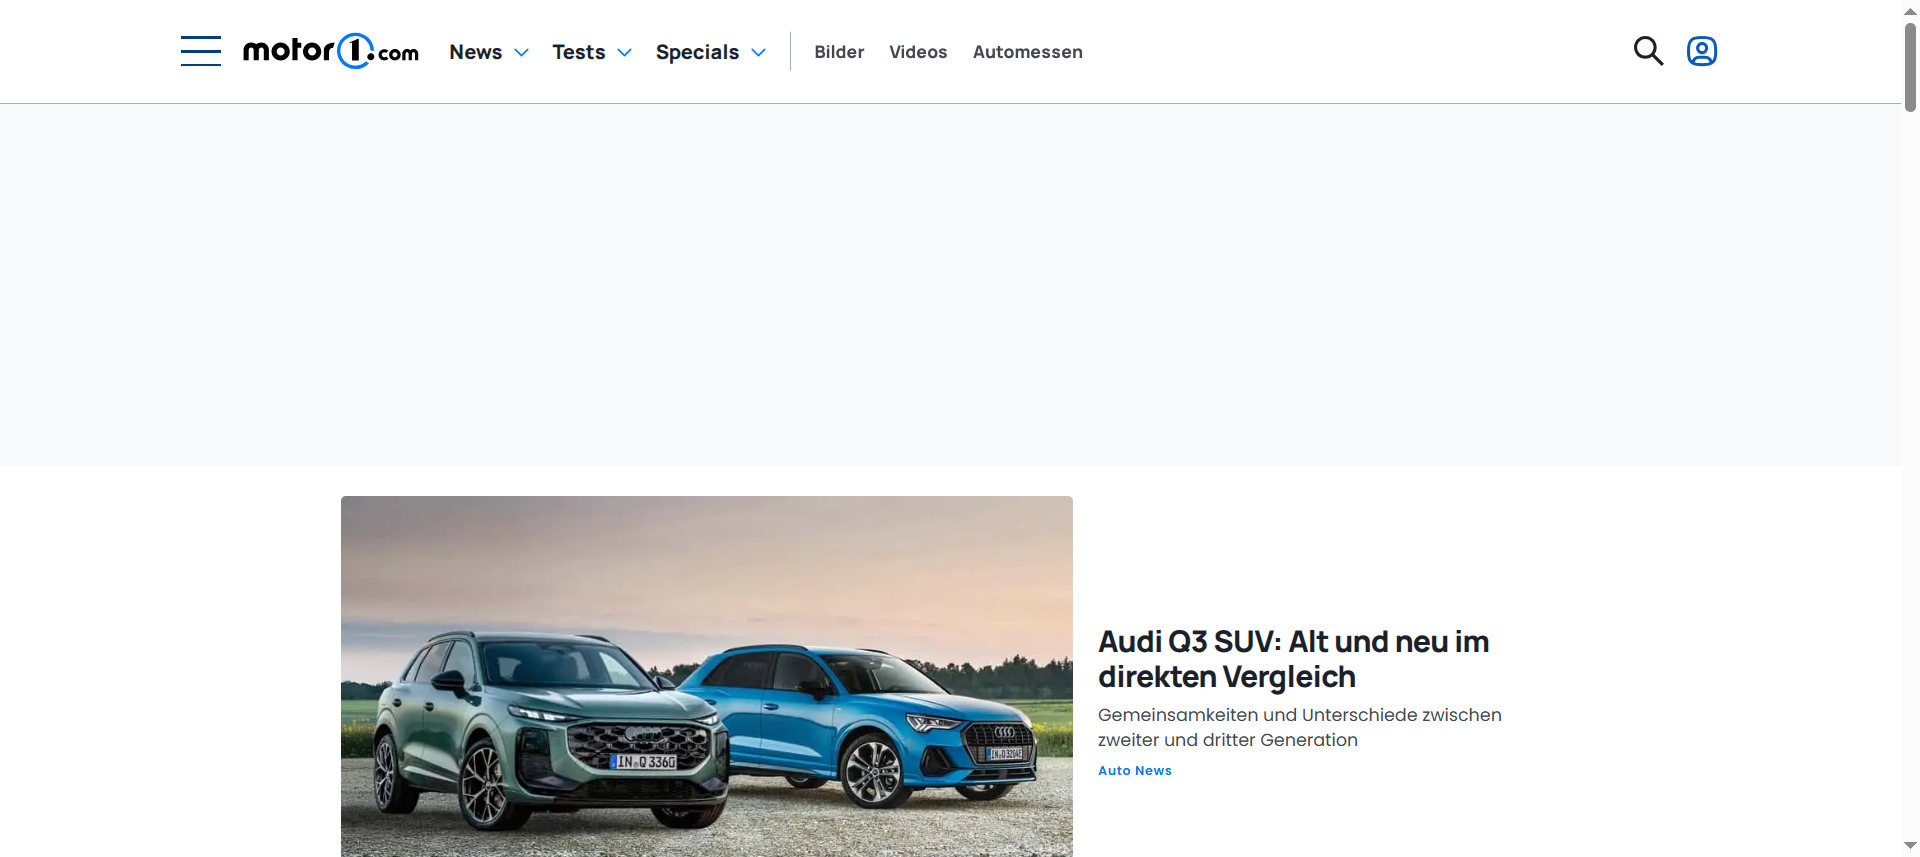 motor1.com
News
Tests
Specials
Bilder
Videos
Automessen
Audi Q3 SUV: Alt und neu im
direkten Vergleich
Gemeinsamkeiten und Unterschiede zwischen
zweiter und dritter Generation
Auto News
IN Q 336G
IN Q 3204E